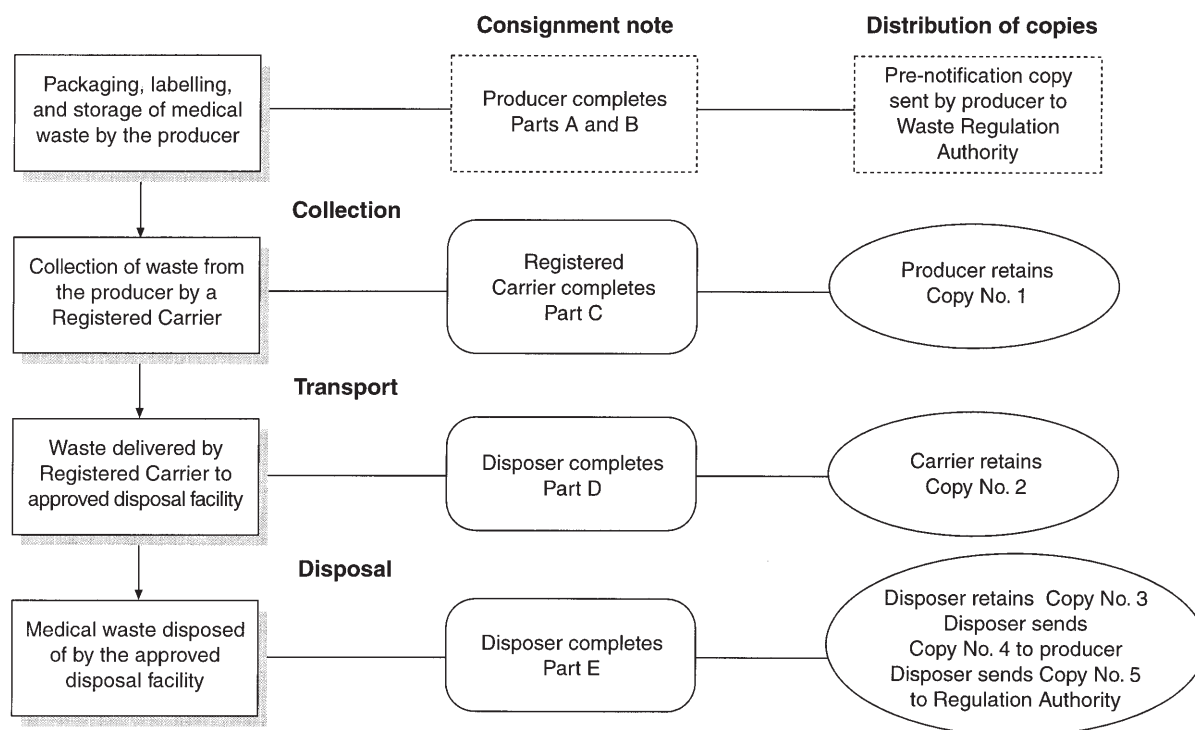 Consignment note
Distribution of copies
Packaging, labelling,
and storage of medical
waste by the producer
Producer completes
Parts A and B
Pre-notification copy
sent by producer to
Waste Regulation
Authority
Collection
Collection of waste from
the producer by a
Registered Carrier
Registered
Carrier completes
Part C
Producer retains
Copy No. 1
Transport
Waste delivered by
Registered Carrier to
approved disposal facility
Disposer completes
Part D
Carrier retains
Copy No. 2
Disposal
Medical waste disposed
of by the approved
disposal facility
Disposer completes
Part E
Disposer retains Copy No. 3
Disposer sends
Copy No. 4 to producer
Disposer sends Copy No. 5
to Regulation Authority